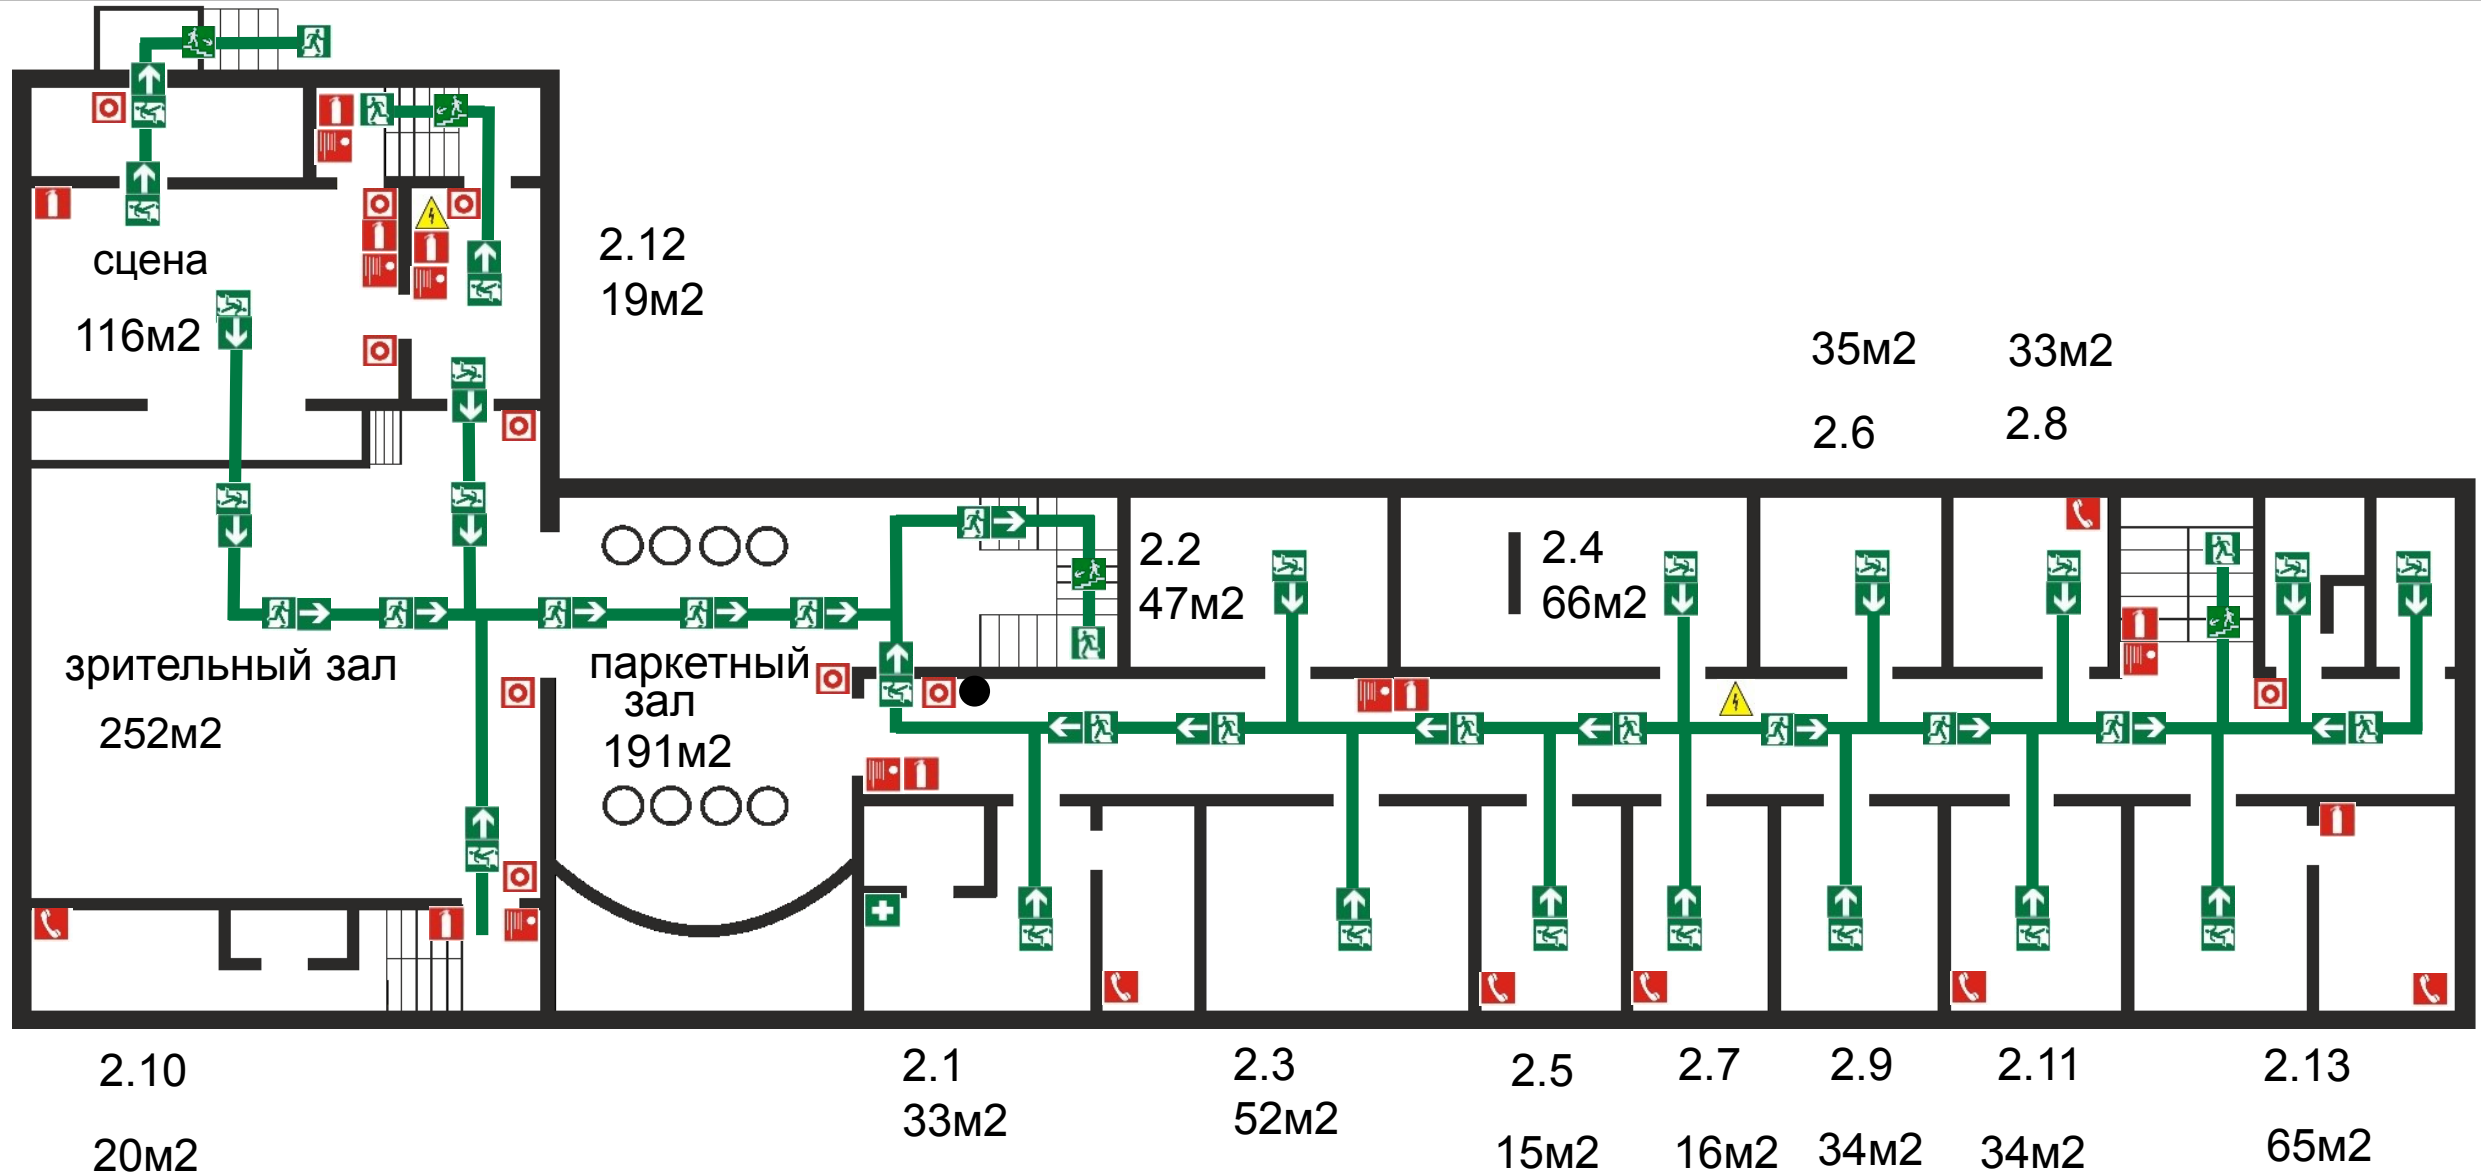 сцена
116м2
2.12
19м2
35м2
2.6
33м2
2.8
2.2
47м2
2.4
66м2
зрительный зал
252м2
паркетный
зал
191м2
2.10
20м2
2.1
33м2
2.3
52м2
2.5
15м2
2.7
16м2
2.9
34м2
2.11
34м2
2.13
65м2